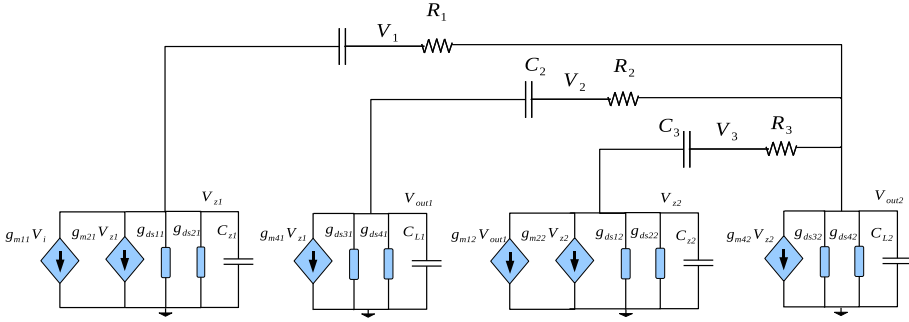 R1
V1
C2
V2
R2
C3
V3
R3
Vz1
Vout1
Vz2
Vout2
gm11Vi
gm21Vz1
gds11
gds21
Cz1
gm41Vz1
gds31
gds41
CL1
gm12Vout1
gm22Vz2
gds12
gds22
Cz2
gm42Vz2
gds32
gds42
CL2